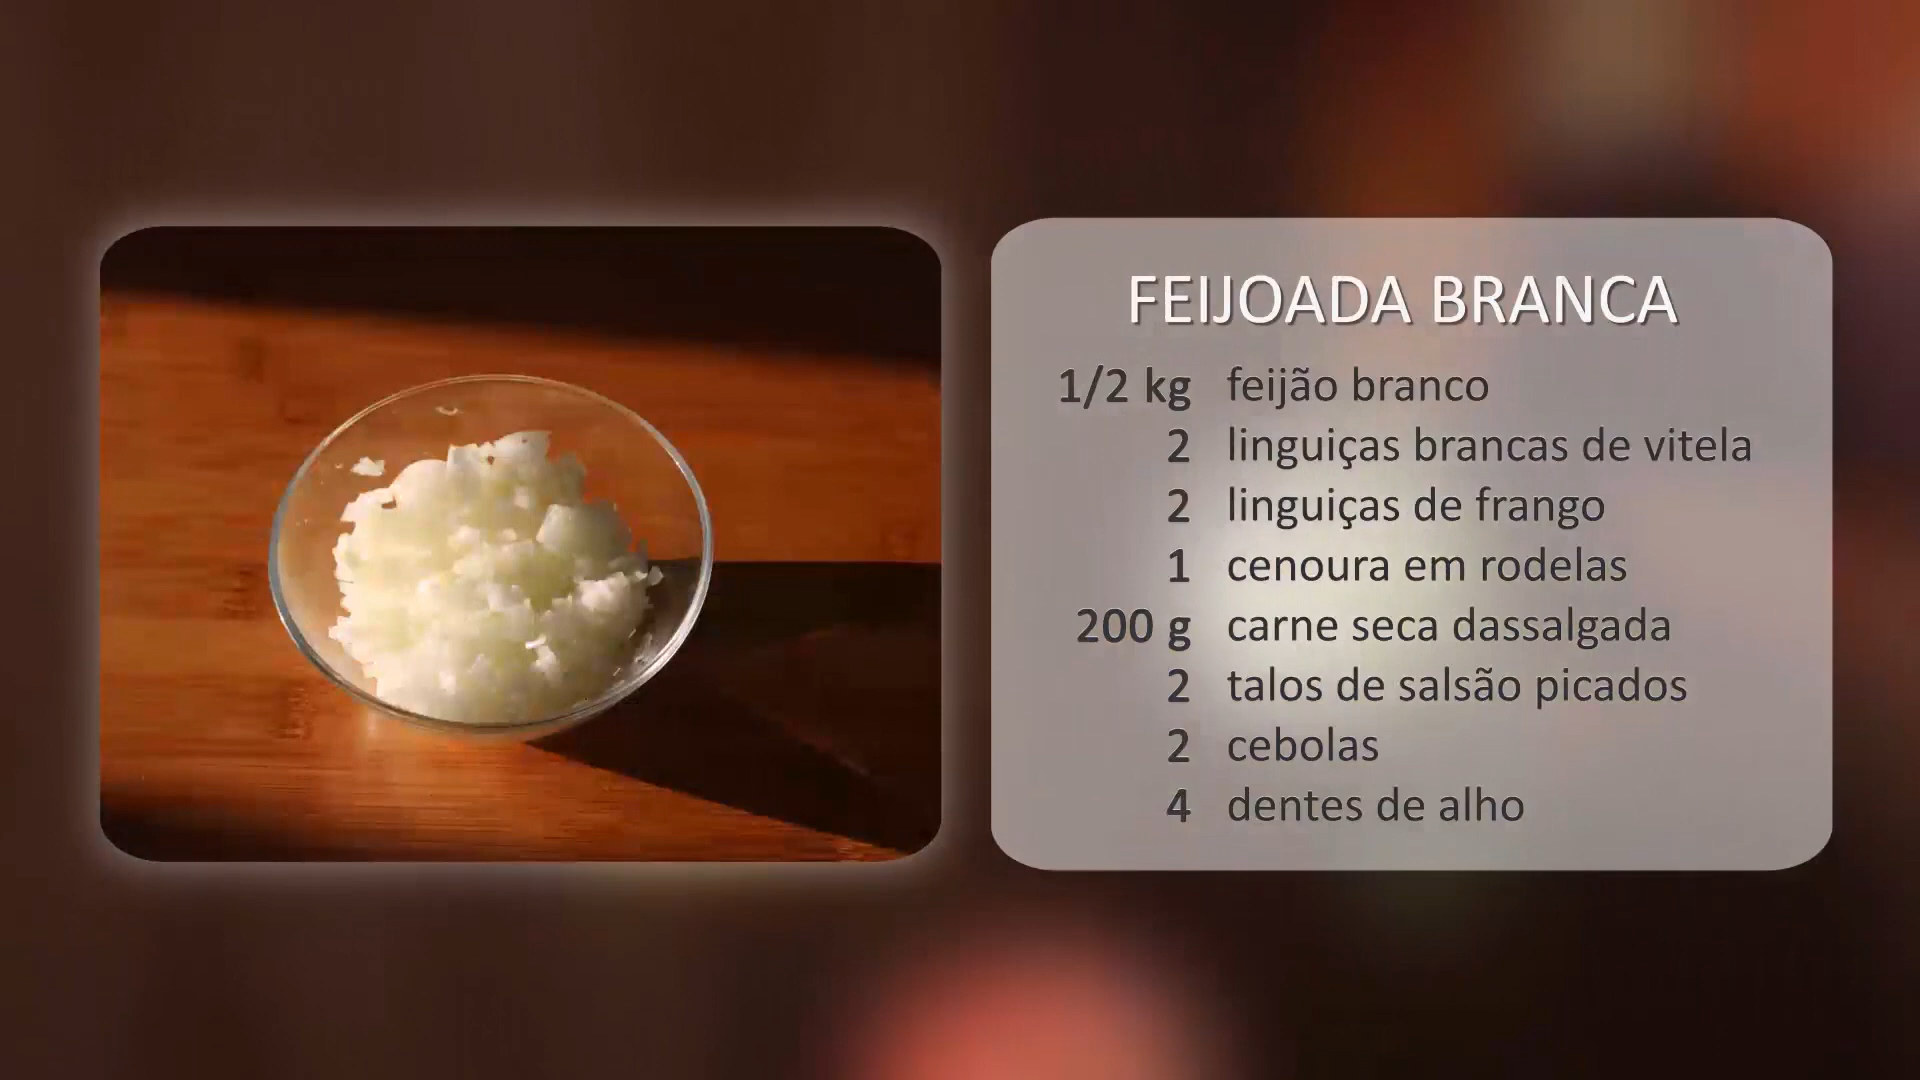 FEIJOADA BRANCA
1/2 kg feijão branco
2 linguiças brancas de vitela
2 linguiças de frango
1 cenoura em rodelas
200 g carne seca dassalgada
2 talos de salsão picados
2 cebolas
4 dentes de alho